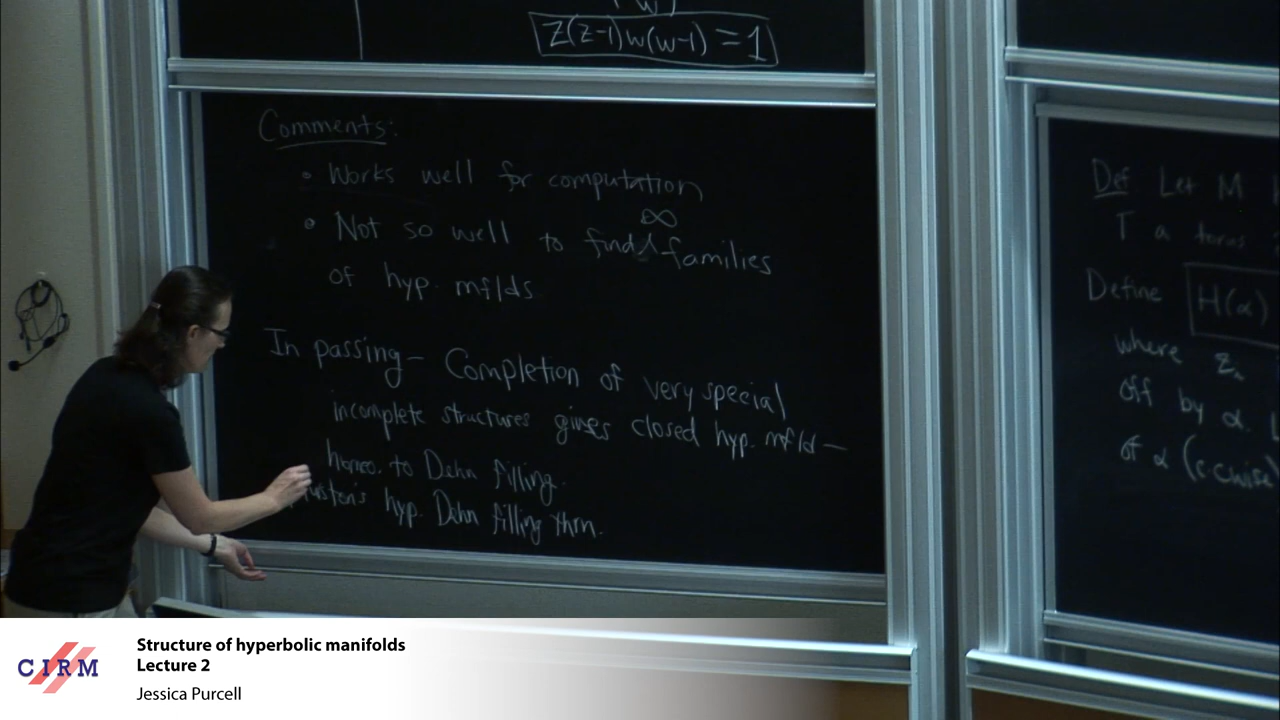 z(z-1)w(w-1) = 1
Comments:
• Works well for computation
• Not so well to find ∞ families
of hyp. mflds
In passing – Completion of very special
incomplete structures gives closed hyp. mfld –
homeo. to Dehn filling.
hyp. Dehn filling thm.
Def Let M
T a torus
Define H(α)
where
off by α.
of α (c.c.wise)
CIRM
Structure of hyperbolic manifolds
Lecture 2
Jessica Purcell